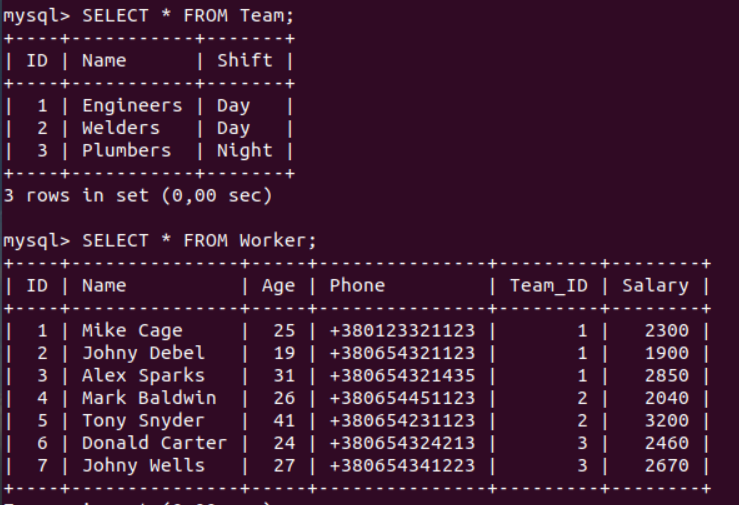 mysql> SELECT * FROM Team;
+----+-----------+-------+
| ID | Name      | Shift |
+----+-----------+-------+
|  1 | Engineers | Day   |
|  2 | Welders   | Day   |
|  3 | Plumbers  | Night |
+----+-----------+-------+
3 rows in set (0,00 sec)

mysql> SELECT * FROM Worker;
+----+---------------+-----+---------------+---------+--------+
| ID | Name          | Age | Phone         | Team_ID | Salary |
+----+---------------+-----+---------------+---------+--------+
|  1 | Mike Cage     |  25 | +380123321123 |       1 |   2300 |
|  2 | Johny Debel   |  19 | +380654321123 |       1 |   1900 |
|  3 | Alex Sparks   |  31 | +380654321435 |       1 |   2850 |
|  4 | Mark Baldwin  |  26 | +380654451123 |       2 |   2040 |
|  5 | Tony Snyder   |  41 | +380654231123 |       2 |   3200 |
|  6 | Donald Carter |  24 | +380654324213 |       3 |   2460 |
|  7 | Johny Wells   |  27 | +380654341223 |       3 |   2670 |
+----+---------------+-----+---------------+---------+--------+